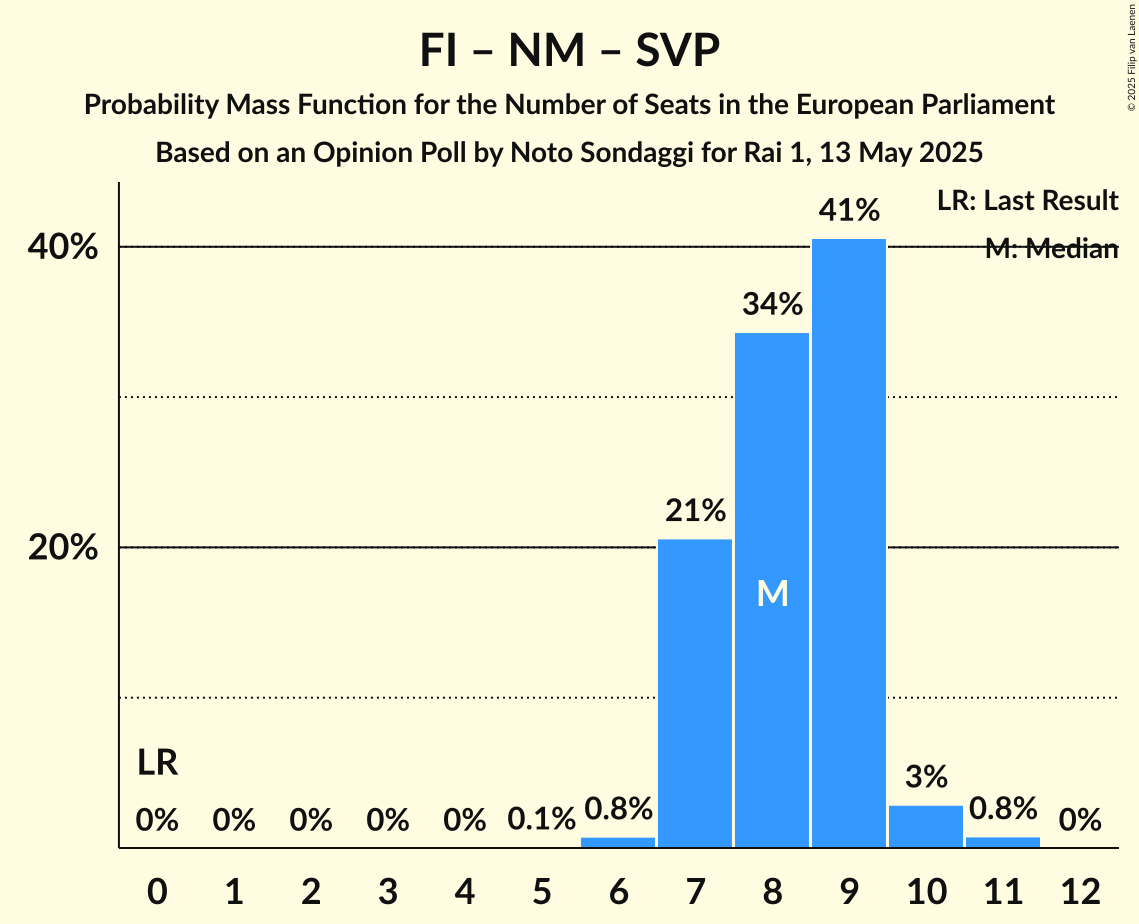 FI – NM – SVP
Probability Mass Function for the Number of Seats in the European Parliament
Based on an Opinion Poll by Noto Sondaggi for Rai 1, 13 May 2025
© 2025 Filip van Laenen
LR: Last Result
M: Median
40%
20%
41%
34%
21%
M
LR
0%
0%
0%
0%
0%
0.1%
0.8%
3%
0.8%
0%
0 1 2 3 4 5 6 7 8 9 10 11 12